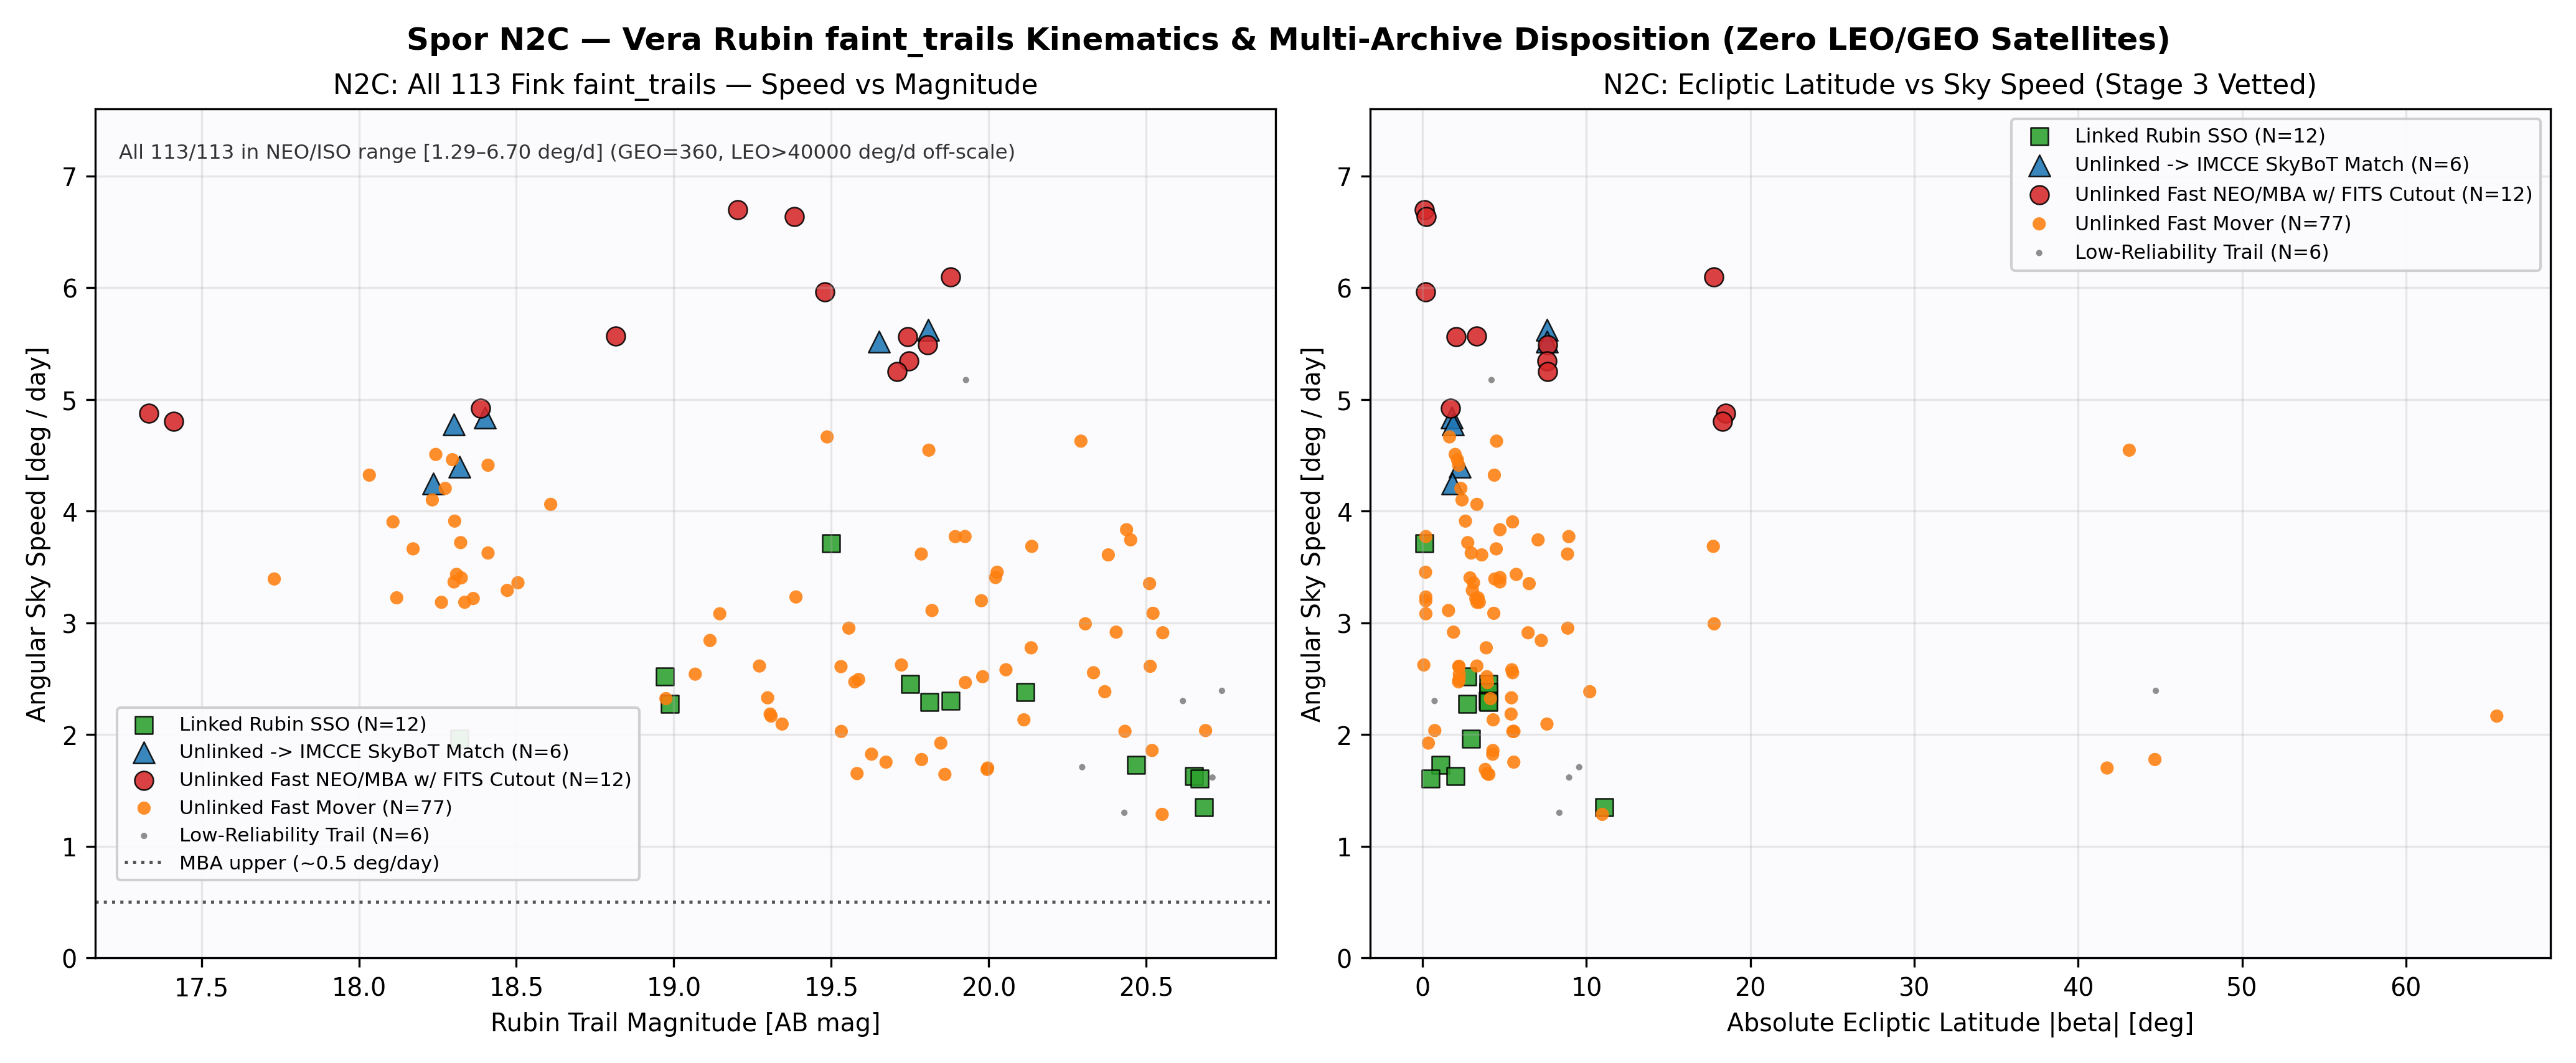 Spor N2C — Vera Rubin faint_trails Kinematics & Multi-Archive Disposition (Zero LEO/GEO Satellites)
N2C: All 113 Fink faint_trails — Speed vs Magnitude
All 113/113 in NEO/ISO range [1.29–6.70 deg/d] (GEO=360, LEO>40000 deg/d off-scale)
Angular Sky Speed [deg / day]
7
6
5
4
3
2
1
0
Linked Rubin SSO (N=12)
Unlinked -> IMCCE SkyBoT Match (N=6)
Unlinked Fast NEO/MBA w/ FITS Cutout (N=12)
Unlinked Fast Mover (N=77)
Low-Reliability Trail (N=6)
MBA upper (~0.5 deg/day)
17.5 18.0 18.5 19.0 19.5 20.0 20.5
Rubin Trail Magnitude [AB mag]
N2C: Ecliptic Latitude vs Sky Speed (Stage 3 Vetted)
Linked Rubin SSO (N=12)
Unlinked -> IMCCE SkyBoT Match (N=6)
Unlinked Fast NEO/MBA w/ FITS Cutout (N=12)
Unlinked Fast Mover (N=77)
Low-Reliability Trail (N=6)
Angular Sky Speed [deg / day]
7
6
5
4
3
2
1
0
0 10 20 30 40 50 60
Absolute Ecliptic Latitude |beta| [deg]